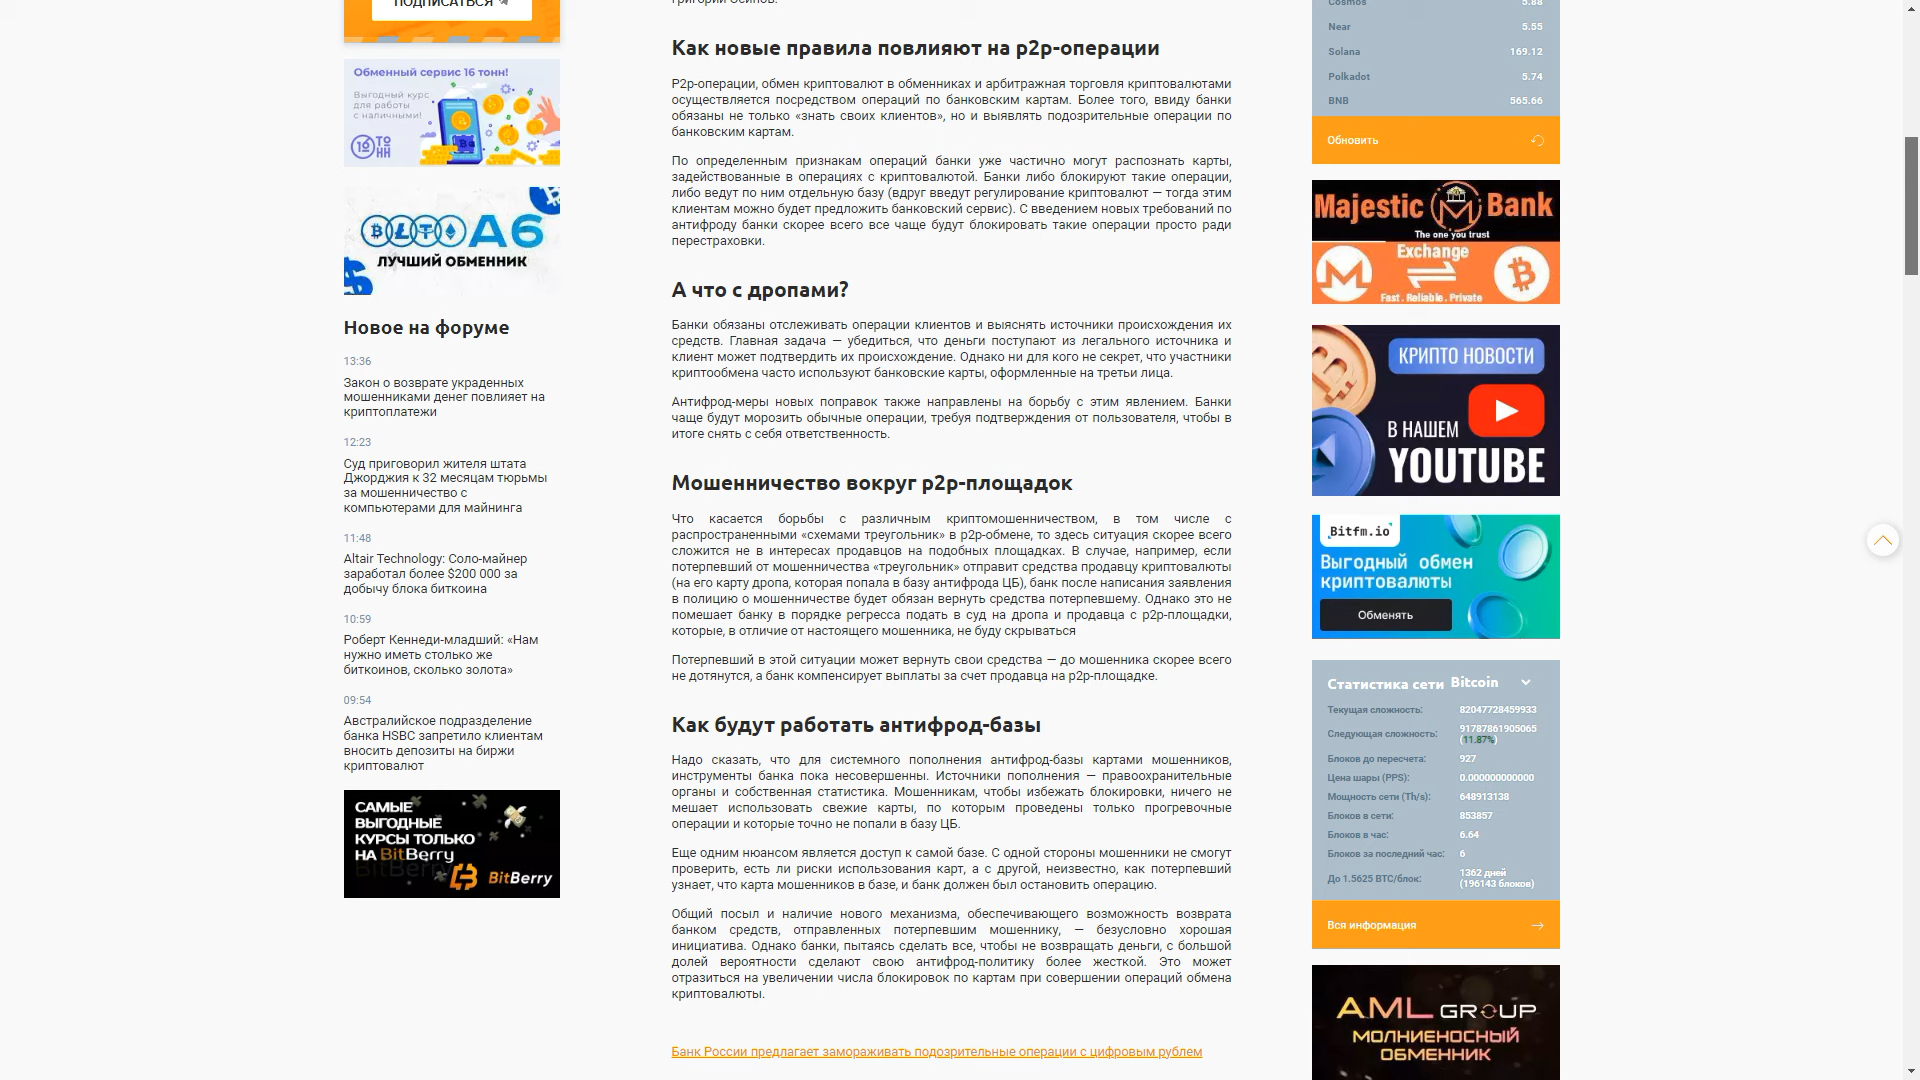 ПОДПИСАТЬСЯ
Обменный сервис 16 тонн!
Выгодный курс
для работы
с наличными!
16 ТО
НН
A6
ЛУЧШИЙ ОБМЕННИК
Новое на форуме
13:36
Закон о возврате украденных
мошенниками денег повлияет на
криптоплатежи
12:23
Суд приговорил жителя штата
Джорджия к 32 месяцам тюрьмы
за мошенничество с
компьютерами для майнинга
11:48
Altair Technology: Соло-майнер
заработал более $200 000 за
добычу блока биткоина
10:59
Роберт Кеннеди-младший: «Нам
нужно иметь столько же
биткоинов, сколько золота»
09:54
Австралийское подразделение
банка HSBC запретило клиентам
вносить депозиты на биржи
криптовалют
САМЫЕ
ВЫГОДНЫЕ
КУРСЫ ТОЛЬКО
НА BitBerry
BitBerry
Григорий Осипов.
Как новые правила повлияют на p2p-операции
P2p-операции, обмен криптовалют в обменниках и арбитражная торговля криптовалютами
осуществляется посредством операций по банковским картам. Более того, ввиду банки
обязаны не только «знать своих клиентов», но и выявлять подозрительные операции по
банковским картам.
По определенным признакам операций банки уже частично могут распознать карты,
задействованные в операциях с криптовалютой. Банки либо блокируют такие операции,
либо ведут по ним отдельную базу (вдруг введут регулирование криптовалют — тогда этим
клиентам можно будет предложить банковский сервис). С введением новых требований по
антифроду банки скорее всего все чаще будут блокировать такие операции просто ради
перестраховки.
А что с дропами?
Банки обязаны отслеживать операции клиентов и выяснять источники происхождения их
средств. Главная задача — убедиться, что деньги поступают из легального источника и
клиент может подтвердить их происхождение. Однако ни для кого не секрет, что участники
криптообмена часто используют банковские карты, оформленные на третьи лица.
Антифрод-меры новых поправок также направлены на борьбу с этим явлением. Банки
чаще будут морозить обычные операции, требуя подтверждения от пользователя, чтобы в
итоге снять с себя ответственность.
Мошенничество вокруг p2p-площадок
Что касается борьбы с различным криптомошенничеством, в том числе с
распространенными «схемами треугольник» в p2p-обмене, то здесь ситуация скорее всего
сложится не в интересах продавцов на подобных площадках. В случае, например, если
потерпевший от мошенничества «треугольник» отправит средства продавцу криптовалюты
(на его карту дропа, которая попала в базу антифрода ЦБ), банк после написания заявления
в полицию о мошенничестве будет обязан вернуть средства потерпевшему. Однако это не
помешает банку в порядке регресса подать в суд на дропа и продавца с p2p-площадки,
которые, в отличие от настоящего мошенника, не буду скрываться
Потерпевший в этой ситуации может вернуть свои средства — до мошенника скорее всего
не дотянутся, а банк компенсирует выплаты за счет продавца на p2p-площадке.
Как будут работать антифрод-базы
Надо сказать, что для системного пополнения антифрод-базы картами мошенников,
инструменты банка пока несовершенны. Источники пополнения — правоохранительные
органы и собственная статистика. Мошенникам, чтобы избежать блокировки, ничего не
мешает использовать свежие карты, по которым проведены только прогревочные
операции и которые точно не попали в базу ЦБ.
Еще одним нюансом является доступ к самой базе. С одной стороны мошенники не смогут
проверить, есть ли риски использования карт, а с другой, неизвестно, как потерпевший
узнает, что карта мошенников в базе, и банк должен был остановить операцию.
Общий посыл и наличие нового механизма, обеспечивающего возможность возврата
банком средств, отправленных потерпевшим мошеннику, — безусловно хорошая
инициатива. Однако банки, пытаясь сделать все, чтобы не возвращать деньги, с большой
долей вероятности сделают свою антифрод-политику более жесткой. Это может
отразиться на увеличении числа блокировок по картам при совершении операций обмена
криптовалюты.
Банк России предлагает замораживать подозрительные операции с цифровым рублем
Cosmos 5.88
Near 5.55
Solana 169.12
Polkadot 5.74
BNB 565.66
Обновить
Majestic Bank
The one you trust
Exchange
Fast . Reliable . Private
КРИПТО НОВОСТИ
В НАШЕМ
YOUTUBE
Bitfm.io
Выгодный обмен
криптовалюты
Обменять
Статистика сети Bitcoin
Текущая сложность: 82047728459933
Следующая сложность: 91787861905065
(11.87%)
Блоков до пересчета: 927
Цена шары (PPS): 0.000000000000
Мощность сети (Th/s): 648913138
Блоков в сети: 853857
Блоков в час: 6.64
Блоков за последний час: 6
До 1.5625 BTC/блок: 1362 дней
(196143 блоков)
Вся информация
AML GROUP
МОЛНИЕНОСНЫЙ
ОБМЕННИК